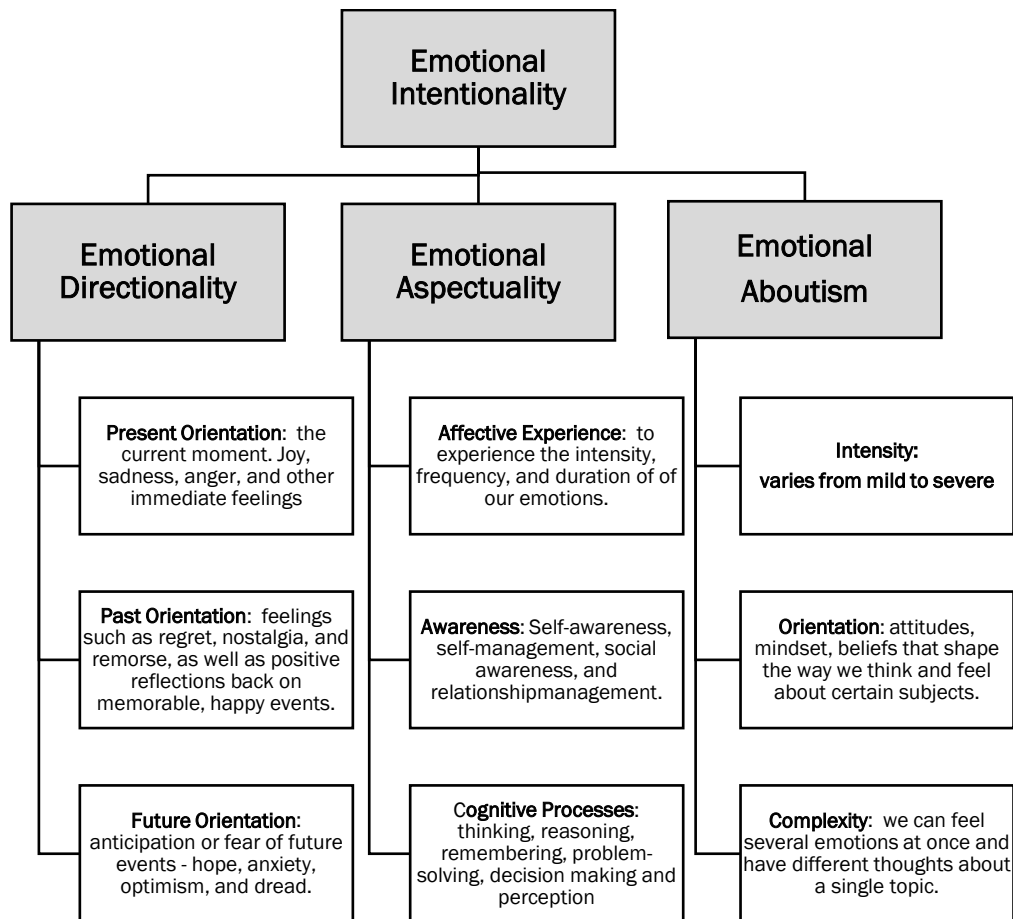 Emotional
Intentionality
Emotional
Directionality
Emotional
Aspectuality
Emotional
Aboutism
Present Orientation:  the
current moment. Joy,
sadness, anger, and other
immediate feelings
Affective Experience:  to
experience the intensity,
frequency, and duration of of
our emotions.
Intensity:
varies from mild to severe
Past Orientation:  feelings
such as regret, nostalgia, and
remorse, as well as positive
reflections back on
memorable, happy events.
Awareness: Self-awareness,
self-management, social
awareness, and
relationshipmanagement.
Orientation: attitudes,
mindset, beliefs that shape
the way we think and feel
about certain subjects.
Future Orientation:
anticipation or fear of future
events - hope, anxiety,
optimism, and dread.
Cognitive Processes:
thinking, reasoning,
remembering, problem-
solving, decision making and
perception
Complexity:  we can feel
several emotions at once and
have different thoughts about
a single topic.